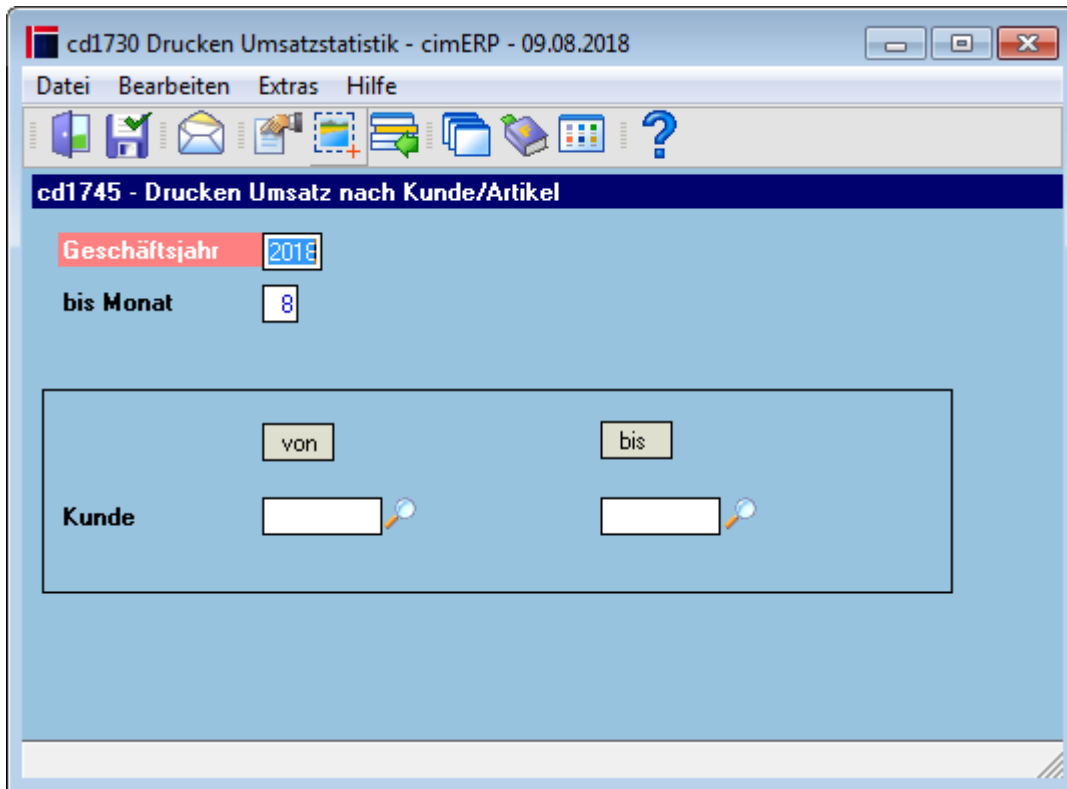 cd1730 Drucken Umsatzstatistik - cimERP - 09.08.2018
Datei Bearbeiten Extras Hilfe
cd1745 - Drucken Umsatz nach Kunde/Artikel
Geschäftsjahr 2018
bis Monat 8
von bis
Kunde